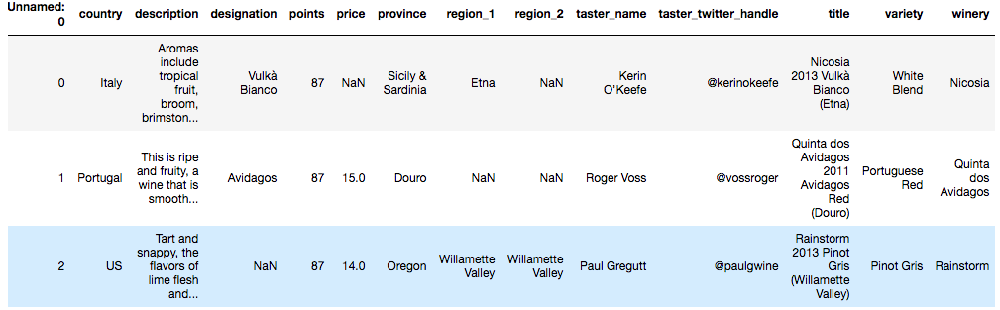 Unnamed: 0 country description designation points price province region_1 region_2 taster_name taster_twitter_handle title variety winery
0 Italy Aromas include tropical fruit, broom, brimston... Vulkà Bianco 87 NaN Sicily & Sardinia Etna NaN Kerin O’Keefe @kerinokeefe Nicosia 2013 Vulkà Bianco (Etna) White Blend Nicosia
1 Portugal This is ripe and fruity, a wine that is smooth... Avidagos 87 15.0 Douro NaN NaN Roger Voss @vossroger Quinta dos Avidagos 2011 Avidagos Red (Douro) Portuguese Red Quinta dos Avidagos
2 US Tart and snappy, the flavors of lime flesh and... NaN 87 14.0 Oregon Willamette Valley Willamette Valley Paul Gregutt @paulgwine Rainstorm 2013 Pinot Gris (Willamette Valley) Pinot Gris Rainstorm